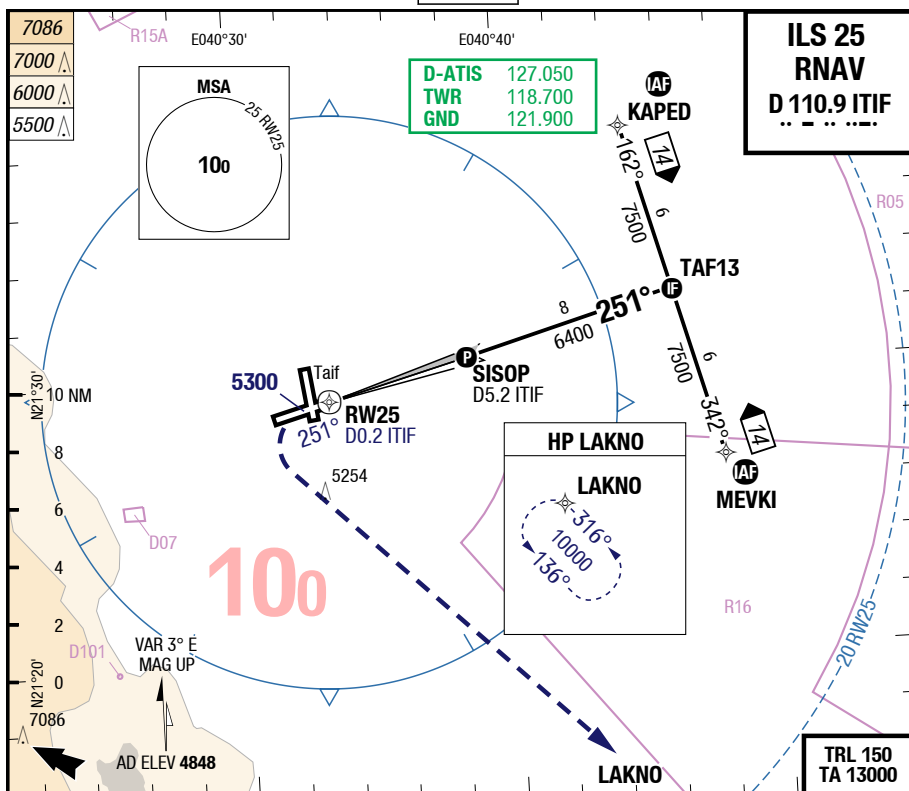 7086
7000
6000
5500
R15A
E040°30'
E040°40'
MSA
25 RW25
100
D-ATIS 127.050
TWR 118.700
GND 121.900
IAF
KAPED
ILS 25
RNAV
D 110.9 ITIF
162°
14
6
7500
R05
TAF13
IF
8
251°
6400
6
7500
342°
14
IAF
MEVKI
P
SISOP
D5.2 ITIF
Taif
5300
RW25
D0.2 ITIF
251°
N21°30'
10 NM
8
6
4
2
0
5254
HP LAKNO
LAKNO
316°
10000
136°
D07
100
R16
20 RW25
D101
VAR 3° E
MAG UP
N21°20'
7086
AD ELEV 4848
LAKNO
TRL 150
TA 13000